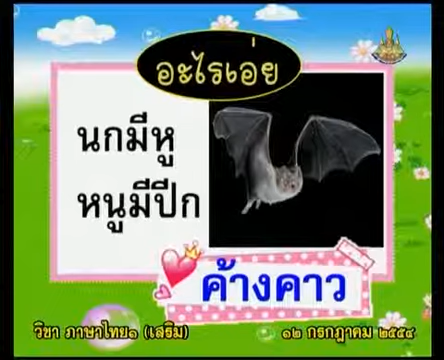 อะไรเอ่ย
นกมีหู
หนูมีปีก
ค้างคาว
วิชา ภาษาไทย๑ (เสริม)
๑๒ กรกฎาคม ๒๕๕๔